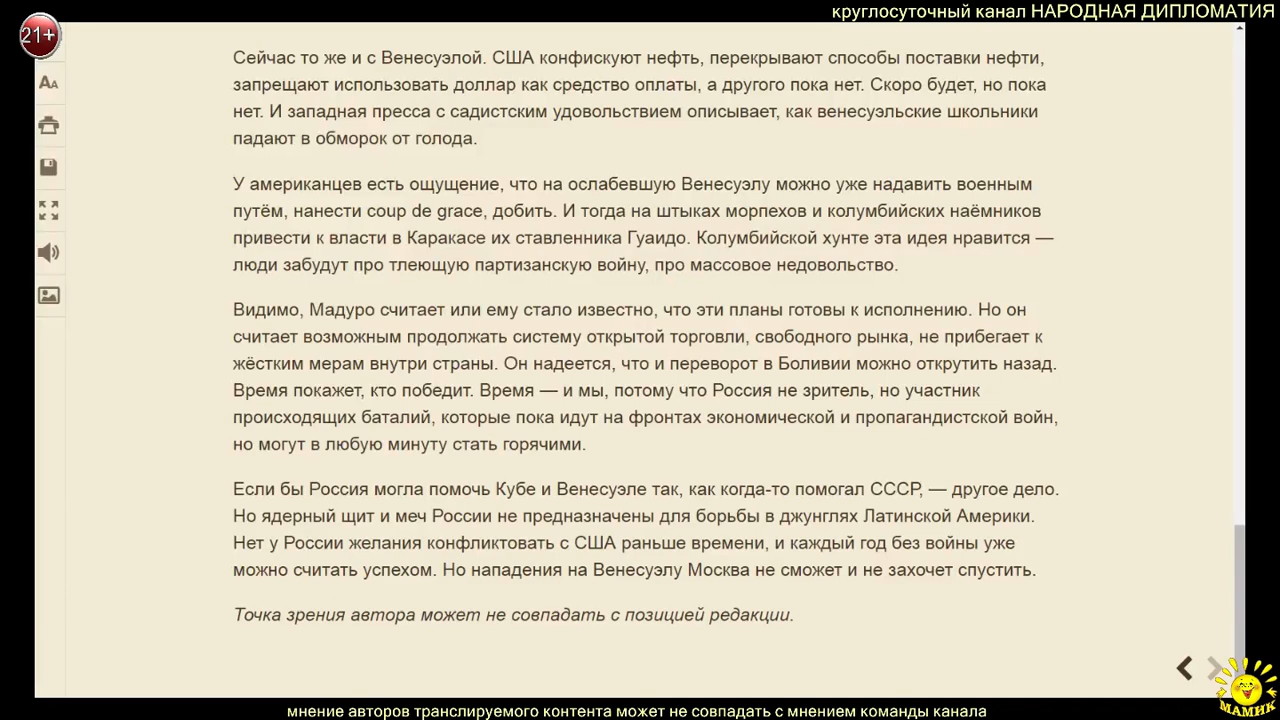 круглосуточный канал НАРОДНАЯ ДИПЛОМАТИЯ
21+
Сейчас то же и с Венесуэлой. США конфискуют нефть, перекрывают способы поставки нефти,
запрещают использовать доллар как средство оплаты, а другого пока нет. Скоро будет, но пока
нет. И западная пресса с садистским удовольствием описывает, как венесуэльские школьники
падают в обморок от голода.
У американцев есть ощущение, что на ослабевшую Венесуэлу можно уже надавить военным
путём, нанести coup de grace, добить. И тогда на штыках морпехов и колумбийских наёмников
привести к власти в Каракасе их ставленника Гуаидо. Колумбийской хунте эта идея нравится —
люди забудут про тлеющую партизанскую войну, про массовое недовольство.
Видимо, Мадуро считает или ему стало известно, что эти планы готовы к исполнению. Но он
считает возможным продолжать систему открытой торговли, свободного рынка, не прибегает к
жёстким мерам внутри страны. Он надеется, что и переворот в Боливии можно открутить назад.
Время покажет, кто победит. Время — и мы, потому что Россия не зритель, но участник
происходящих баталий, которые пока идут на фронтах экономической и пропагандистской войн,
но могут в любую минуту стать горячими.
Если бы Россия могла помочь Кубе и Венесуэле так, как когда-то помогал СССР, — другое дело.
Но ядерный щит и меч России не предназначены для борьбы в джунглях Латинской Америки.
Нет у России желания конфликтовать с США раньше времени, и каждый год без войны уже
можно считать успехом. Но нападения на Венесуэлу Москва не сможет и не захочет спустить.
Точка зрения автора может не совпадать с позицией редакции.
МАМИК
мнение авторов транслируемого контента может не совпадать с мнением команды канала